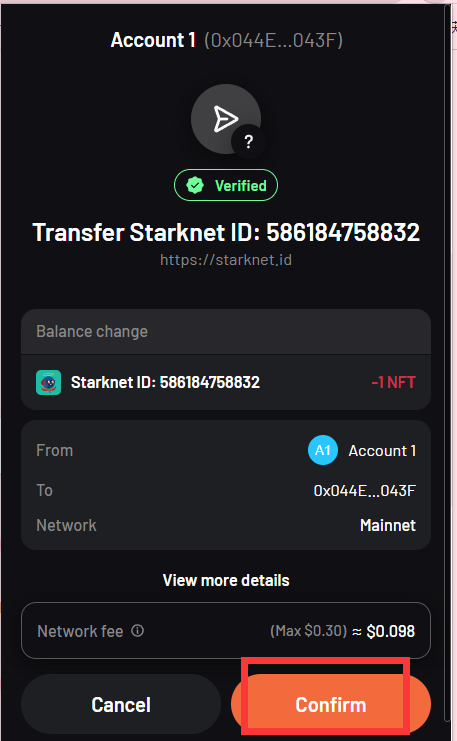 Account 1 (0x044E...043F)
?
Verified
Transfer Starknet ID: 586184758832
https://starknet.id
Balance change
Starknet ID: 586184758832 -1 NFT
From A1 Account 1
To 0x044E...043F
Network Mainnet
View more details
Network fee (Max $0.30) ≈ $0.098
Cancel Confirm